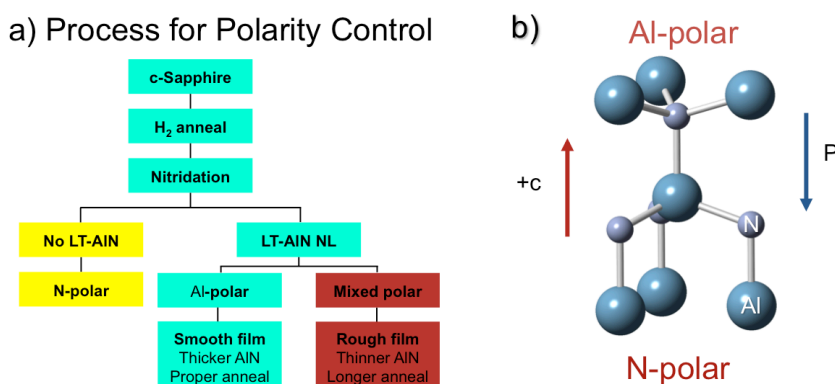 a) Process for Polarity Control
c-Sapphire
H₂ anneal
Nitridation
No LT-AlN
LT-AlN NL
N-polar
Al-polar
Mixed polar
Smooth film
Thicker AlN
Proper anneal
Rough film
Thinner AlN
Longer anneal
b)
Al-polar
+c
P
N
Al
N-polar